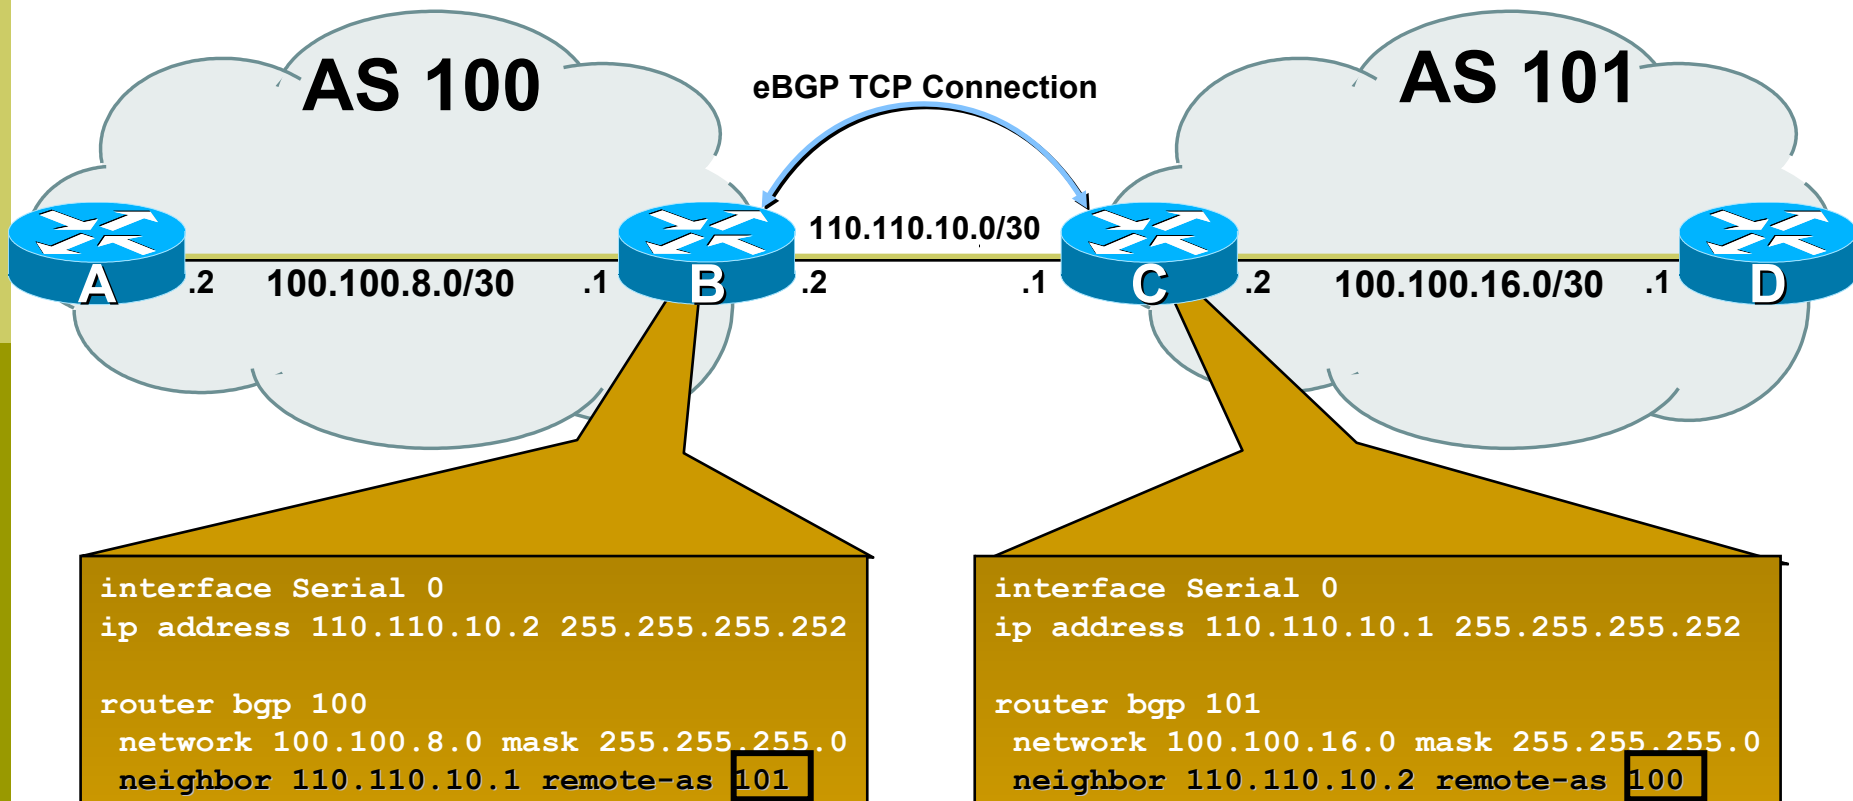 AS 100
AS 101
eBGP TCP Connection
110.110.10.0/30
A
.2
100.100.8.0/30
.1
B
.2
.1
C
.2
100.100.16.0/30
.1
D
interface Serial 0
ip address 110.110.10.2 255.255.255.252
router bgp 100
network 100.100.8.0 mask 255.255.255.0
neighbor 110.110.10.1 remote-as 101
interface Serial 0
ip address 110.110.10.1 255.255.255.252
router bgp 101
network 100.100.16.0 mask 255.255.255.0
neighbor 110.110.10.2 remote-as 100